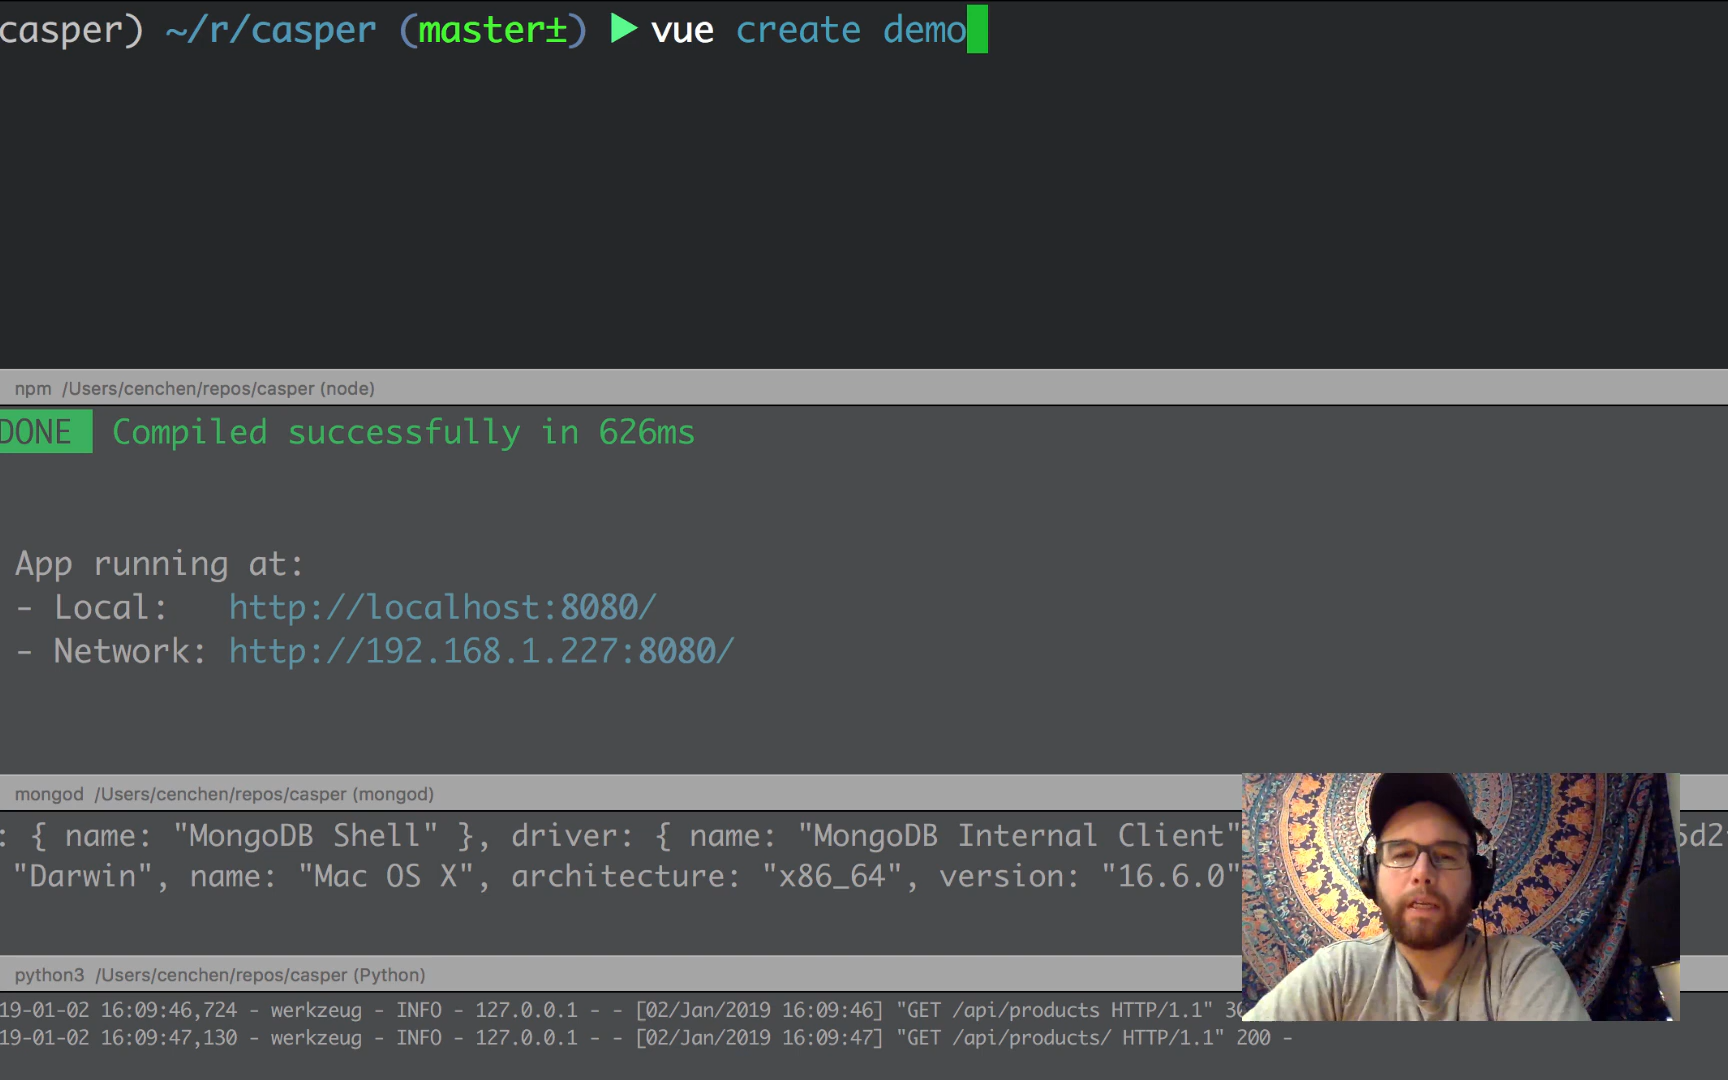 casper) ~/r/casper (master±) ▶ vue create demo
npm /Users/cenchen/repos/casper (node)
DONE Compiled successfully in 626ms
App running at:
- Local: http://localhost:8080/
- Network: http://192.168.1.227:8080/
mongod /Users/cenchen/repos/casper (mongod)
: { name: "MongoDB Shell" }, driver: { name: "MongoDB Internal Client" 5d2
"Darwin", name: "Mac OS X", architecture: "x86_64", version: "16.6.0"
python3 /Users/cenchen/repos/casper (Python)
19-01-02 16:09:46,724 - werkzeug - INFO - 127.0.0.1 - - [02/Jan/2019 16:09:46] "GET /api/products HTTP/1.1" 3
19-01-02 16:09:47,130 - werkzeug - INFO - 127.0.0.1 - - [02/Jan/2019 16:09:47] "GET /api/products/ HTTP/1.1" 200 -